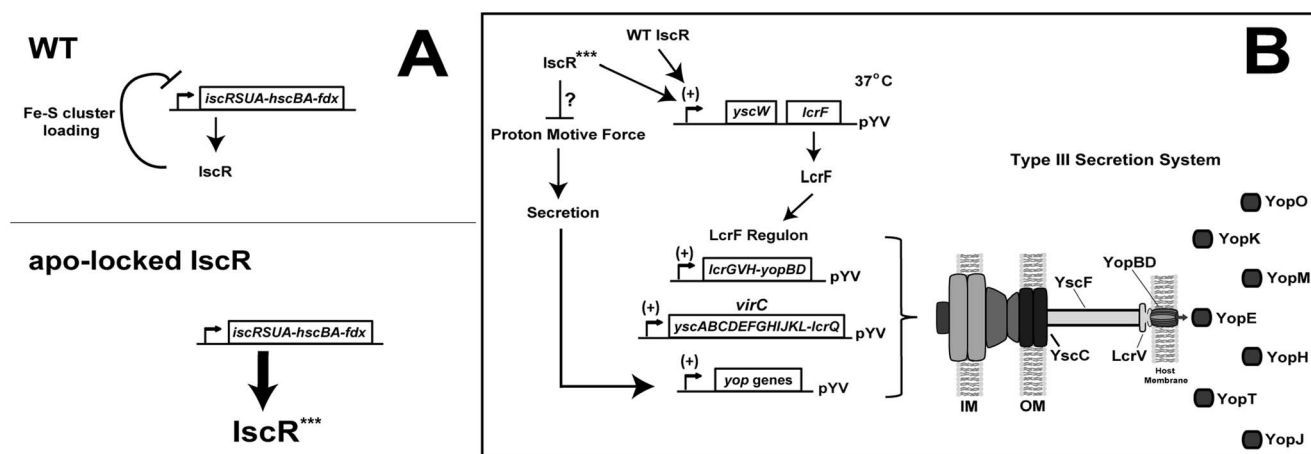 WT
A
iscRSUA-hscBA-fdx
Fe-S cluster
loading
IscR
apo-locked IscR
iscRSUA-hscBA-fdx
IscR***
B
WT IscR
IscR***
37°C
(+)
?
yscW
lcrF
pYV
Proton Motive Force
LcrF
Secretion
LcrF Regulon
(+)
lcrGVH-yopBD
pYV
virC
(+)
yscABCDEFGHIJKL-lcrQ
pYV
(+)
yop genes
pYV
Type III Secretion System
YopBD
YscF
YscC
LcrV
Host
Membrane
IM
OM
YopO
YopK
YopM
YopE
YopH
YopT
YopJ